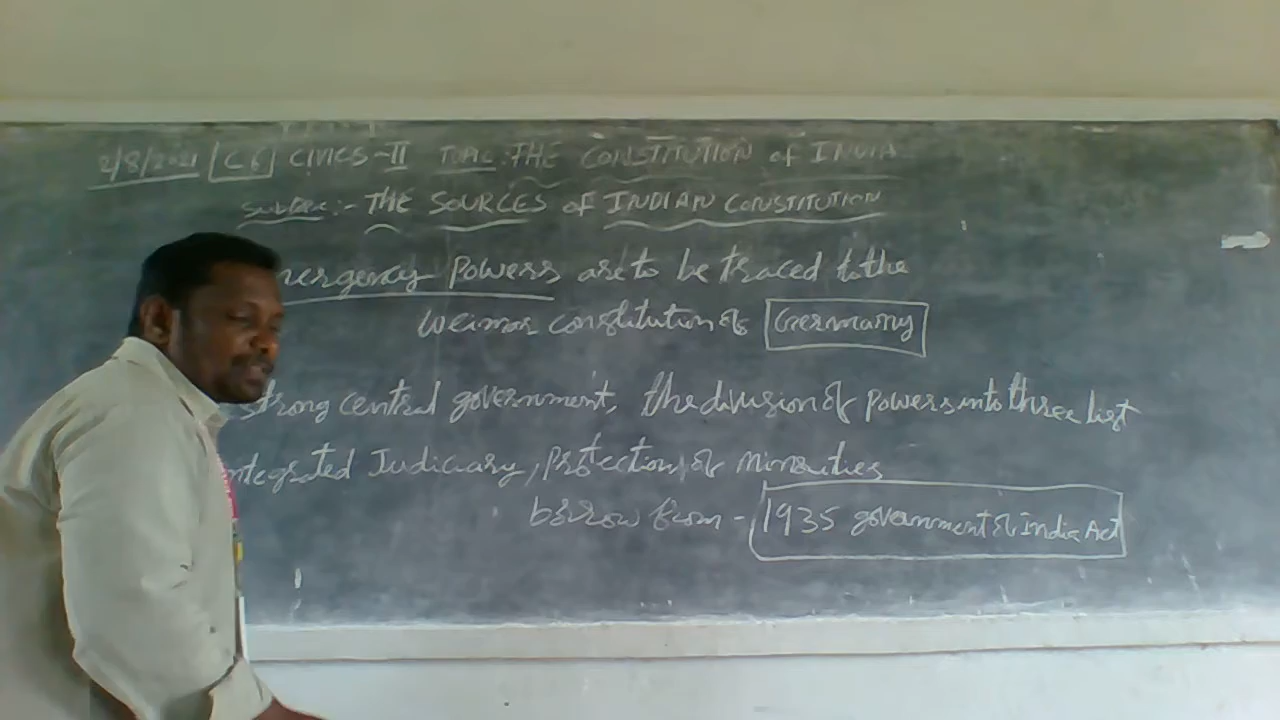 2/8/2021 C6 CIVICS-II TOPIC: THE CONSTITUTION of INDIA
:- THE SOURCES of INDIAN CONSTITUTION
mergency Powers are to be traced to the
Weimar constitution of Germany
strong central government, the division of Powers into three list
ntegrated Judiciary, Protection of Minorities
borrow from - 1935 government of India Act